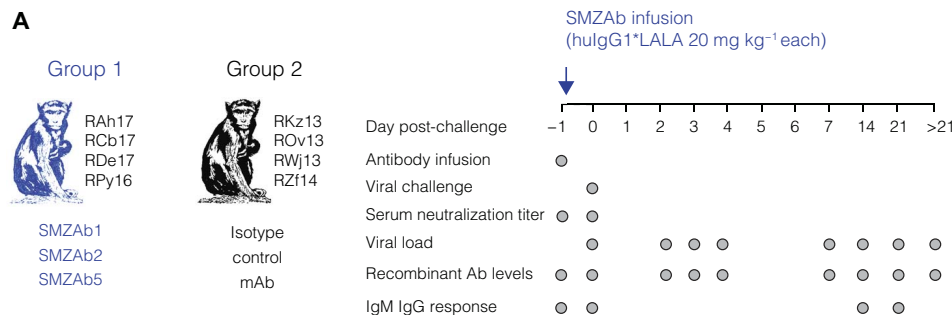 A
SMZAb infusion
(huIgG1*LALA 20 mg kg⁻¹ each)
Group 1
Group 2
RAh17
RCb17
RDe17
RPy16
RKz13
ROv13
RWj13
RZf14
SMZAb1
SMZAb2
SMZAb5
Isotype
control
mAb
Day post-challenge −1 0 1 2 3 4 5 6 7 14 21 >21
Antibody infusion
Viral challenge
Serum neutralization titer
Viral load
Recombinant Ab levels
IgM IgG response